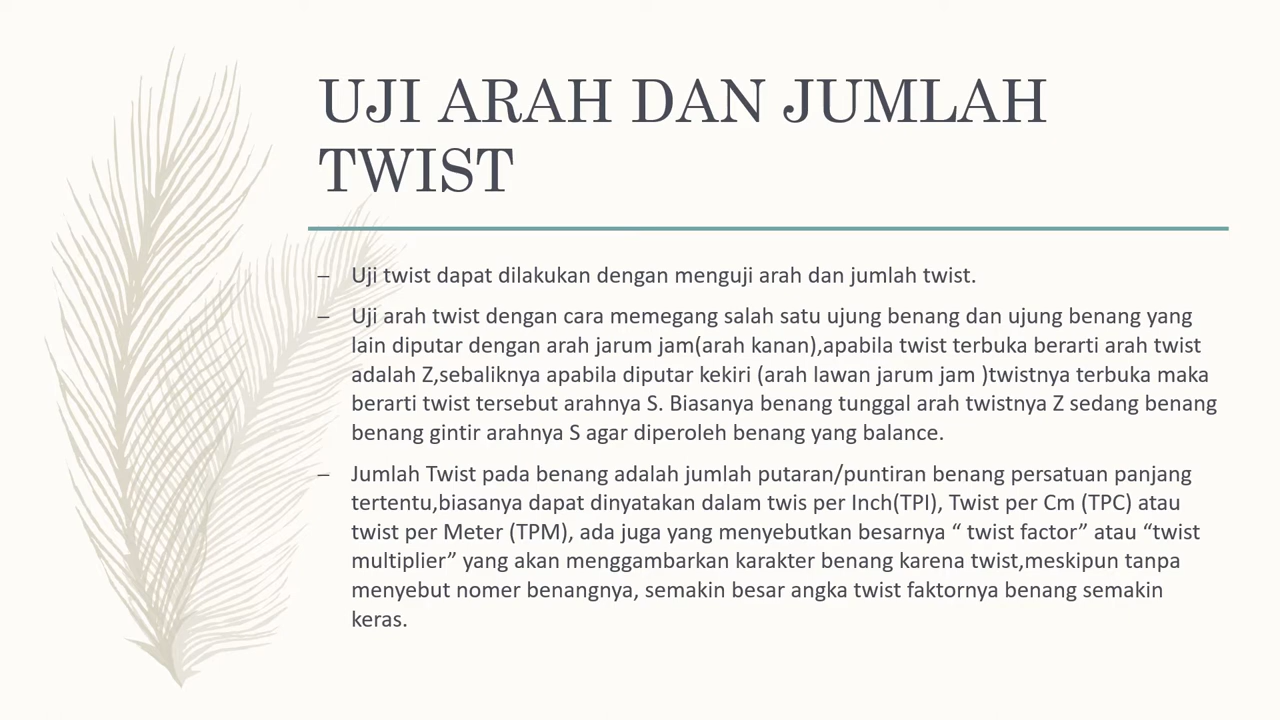 UJI ARAH DAN JUMLAH
TWIST
– Uji twist dapat dilakukan dengan menguji arah dan jumlah twist.
– Uji arah twist dengan cara memegang salah satu ujung benang dan ujung benang yang
lain diputar dengan arah jarum jam(arah kanan),apabila twist terbuka berarti arah twist
adalah Z,sebaliknya apabila diputar kekiri (arah lawan jarum jam )twistnya terbuka maka
berarti twist tersebut arahnya S. Biasanya benang tunggal arah twistnya Z sedang benang
benang gintir arahnya S agar diperoleh benang yang balance.
– Jumlah Twist pada benang adalah jumlah putaran/puntiran benang persatuan panjang
tertentu,biasanya dapat dinyatakan dalam twis per Inch(TPI), Twist per Cm (TPC) atau
twist per Meter (TPM), ada juga yang menyebutkan besarnya “ twist factor” atau “twist
multiplier” yang akan menggambarkan karakter benang karena twist,meskipun tanpa
menyebut nomer benangnya, semakin besar angka twist faktornya benang semakin
keras.